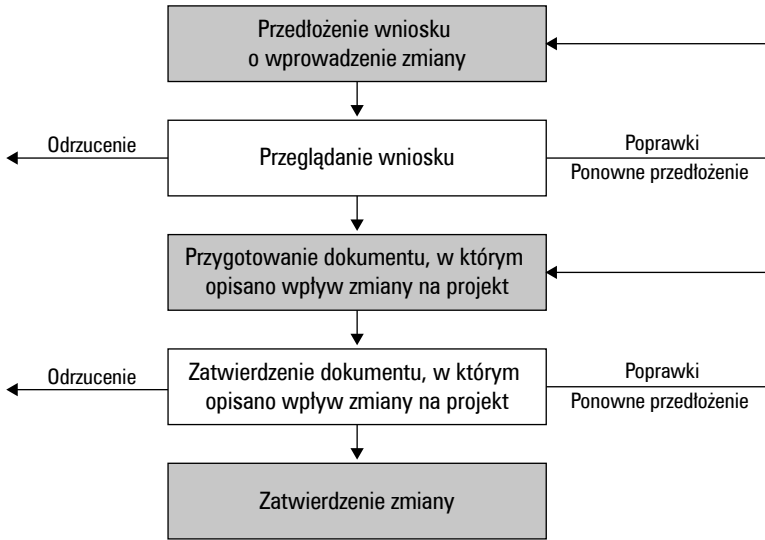 Przedłożenie wniosku
o wprowadzenie zmiany
Odrzucenie
Przeglądanie wniosku
Poprawki
Ponowne przedłożenie
Przygotowanie dokumentu, w którym
opisano wpływ zmiany na projekt
Odrzucenie
Zatwierdzenie dokumentu, w którym
opisano wpływ zmiany na projekt
Poprawki
Ponowne przedłożenie
Zatwierdzenie zmiany